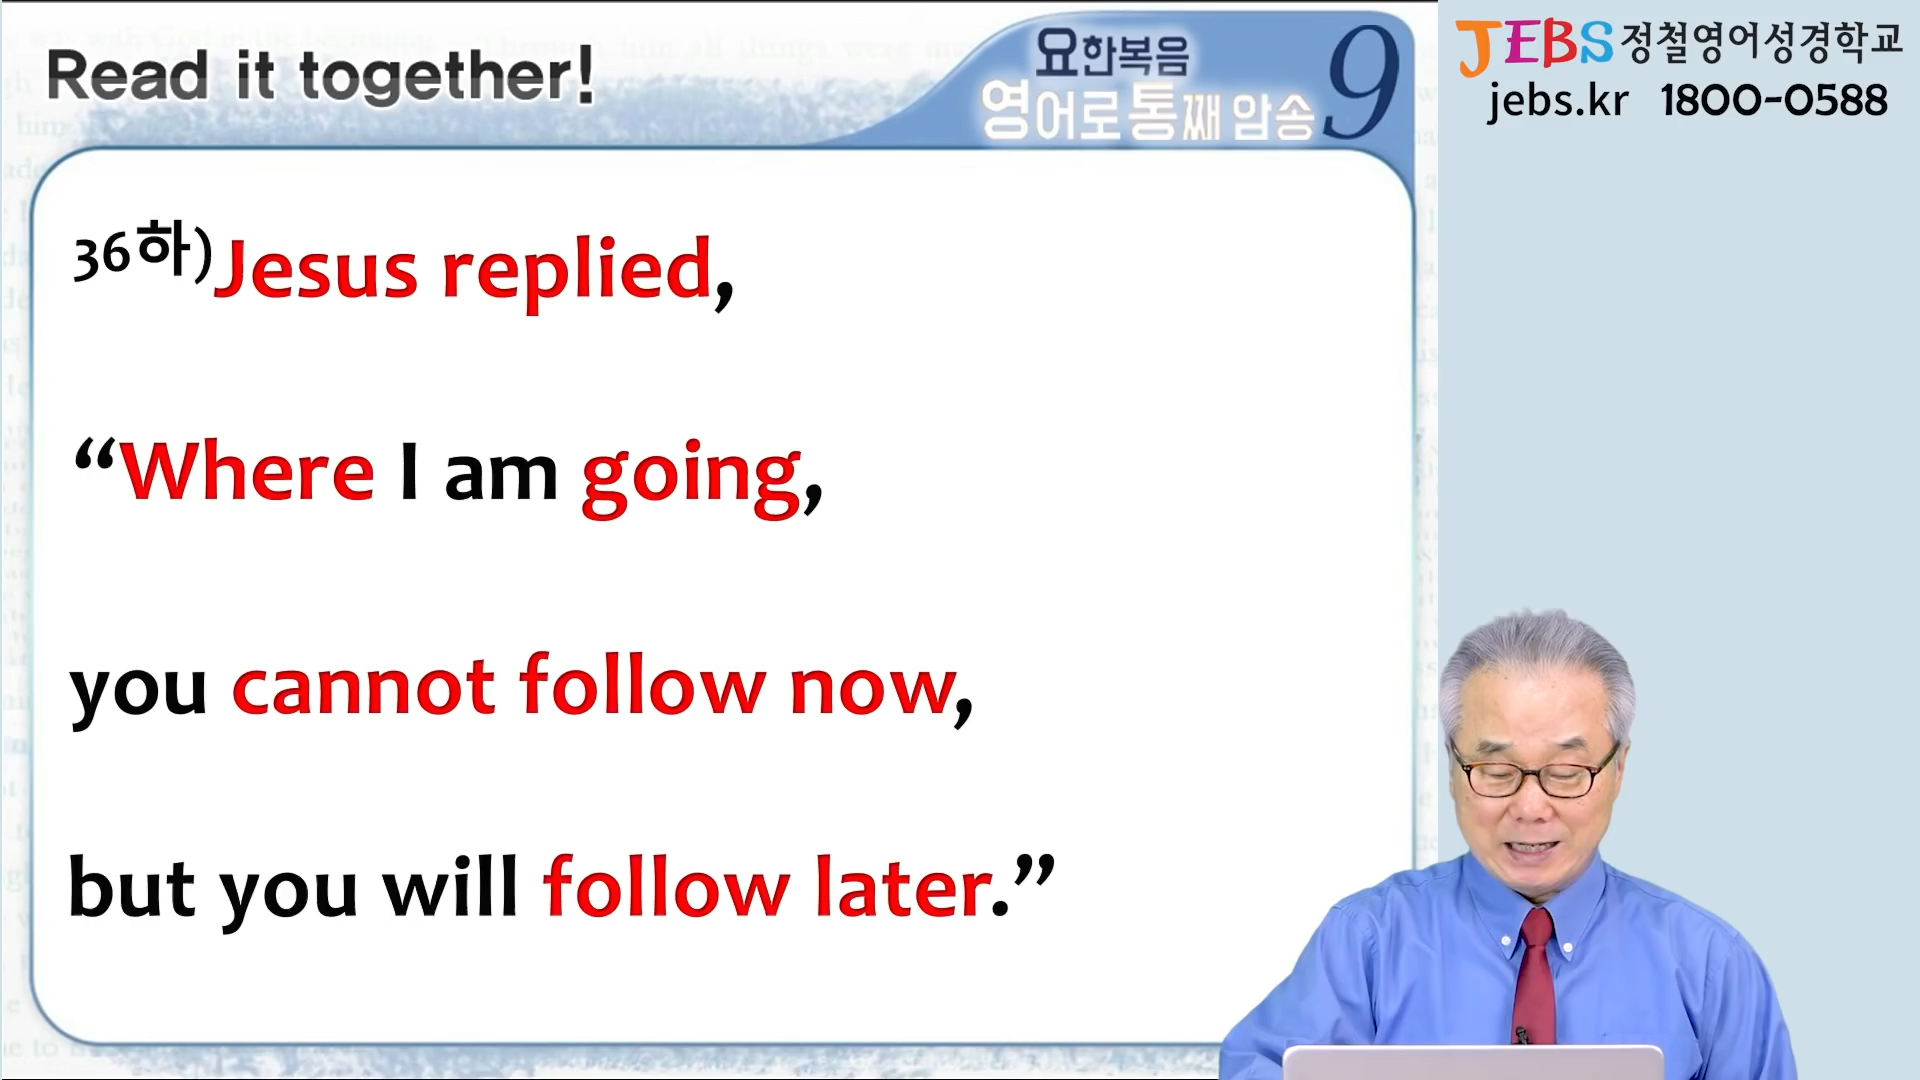 Read it together!
요한복음
영어로 통째 암송 9
JEBS 정철영어성경학교
jebs.kr 1800-0588
36하)Jesus replied,
“Where I am going,
you cannot follow now,
but you will follow later.”